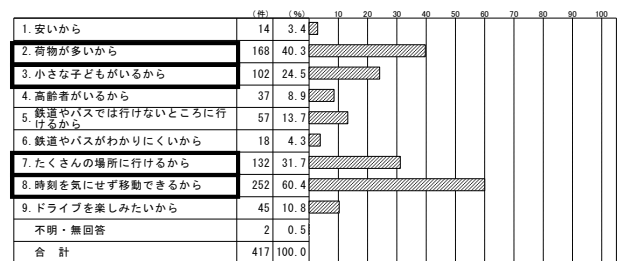 (件) (%) 10 20 30 40 50 60 70 80 90 100
1. 安いから 14 3.4
2. 荷物が多いから 168 40.3
3. 小さな子どもがいるから 102 24.5
4. 高齢者がいるから 37 8.9
5. 鉄道やバスでは行けないところに行
けるから 57 13.7
6. 鉄道やバスがわかりにくいから 18 4.3
7. たくさんの場所に行けるから 132 31.7
8. 時刻を気にせず移動できるから 252 60.4
9. ドライブを楽しみたいから 45 10.8
不明・無回答 2 0.5
合 計 417 100.0